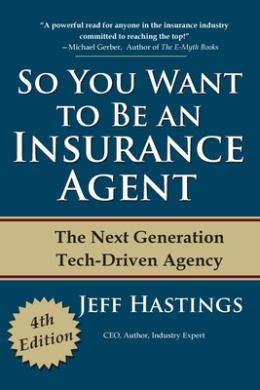 "A powerful read for anyone in the insurance industry
committed to reaching the top!"
—Michael Gerber, Author of The E-Myth Books
So You Want
to Be an
Insurance
Agent
The Next Generation
Tech-Driven Agency
4th
Edition
Jeff Hastings
CEO, Author, Industry Expert